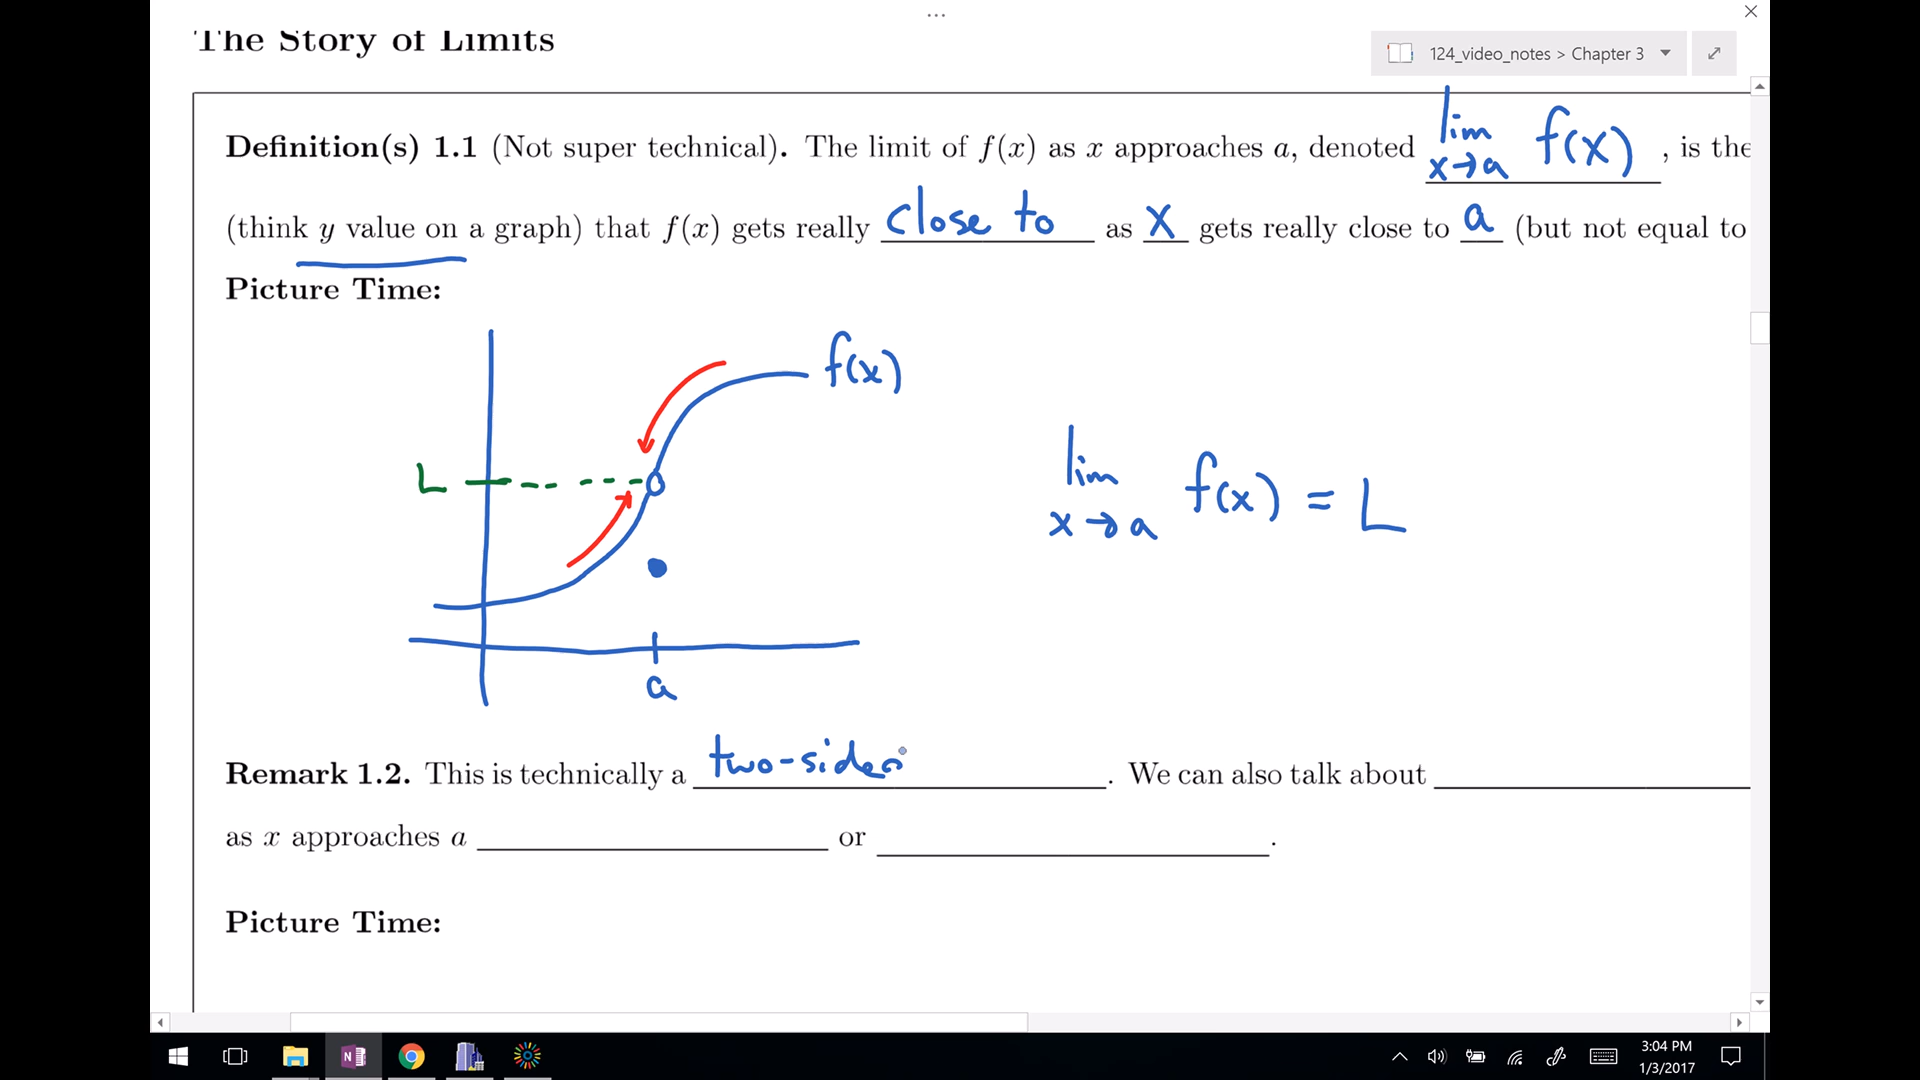 The Story of Limits
124_video_notes > Chapter 3
Definition(s) 1.1 (Not super technical). The limit of f(x) as x approaches a, denoted lim x→a f(x), is the
(think y value on a graph) that f(x) gets really close to as x gets really close to a (but not equal to
Picture Time:
f(x)
L
lim x→a f(x) = L
a
Remark 1.2. This is technically a two-side. We can also talk about
as x approaches a or .
Picture Time:
3:04 PM
1/3/2017